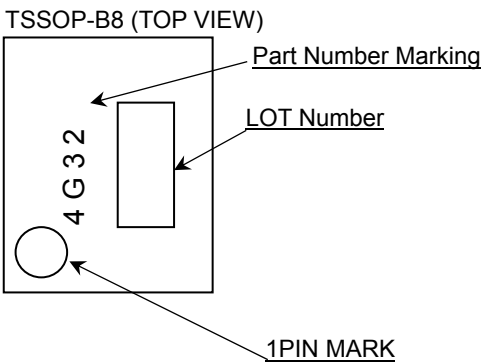 TSSOP-B8 (TOP VIEW)
Part Number Marking
LOT Number
4G32
1PIN MARK